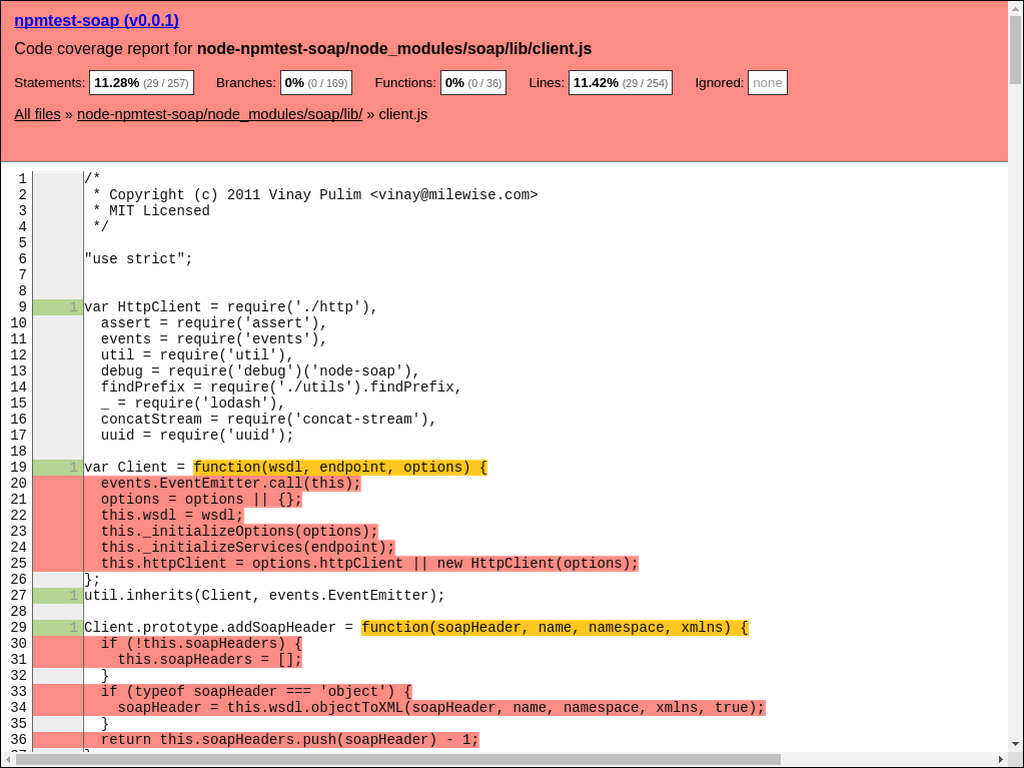 npmtest-soap (v0.0.1)
Code coverage report for node-npmtest-soap/node_modules/soap/lib/client.js
Statements: 11.28% (29 / 257) Branches: 0% (0 / 169) Functions: 0% (0 / 36) Lines: 11.42% (29 / 254) Ignored: none
All files » node-npmtest-soap/node_modules/soap/lib/ » client.js
1 /*
2  * Copyright (c) 2011 Vinay Pulim <vinay@milewise.com>
3  * MIT Licensed
4  */
5
6 "use strict";
7
8
9 1 var HttpClient = require('./http'),
10   assert = require('assert'),
11   events = require('events'),
12   util = require('util'),
13   debug = require('debug')('node-soap'),
14   findPrefix = require('./utils').findPrefix,
15   _ = require('lodash'),
16   concatStream = require('concat-stream'),
17   uuid = require('uuid');
18
19 1 var Client = function(wsdl, endpoint, options) {
20   events.EventEmitter.call(this);
21   options = options || {};
22   this.wsdl = wsdl;
23   this._initializeOptions(options);
24   this._initializeServices(endpoint);
25   this.httpClient = options.httpClient || new HttpClient(options);
26 };
27 1 util.inherits(Client, events.EventEmitter);
28
29 1 Client.prototype.addSoapHeader = function(soapHeader, name, namespace, xmlns) {
30   if (!this.soapHeaders) {
31     this.soapHeaders = [];
32   }
33   if (typeof soapHeader === 'object') {
34     soapHeader = this.wsdl.objectToXML(soapHeader, name, namespace, xmlns, true);
35   }
36   return this.soapHeaders.push(soapHeader) - 1;